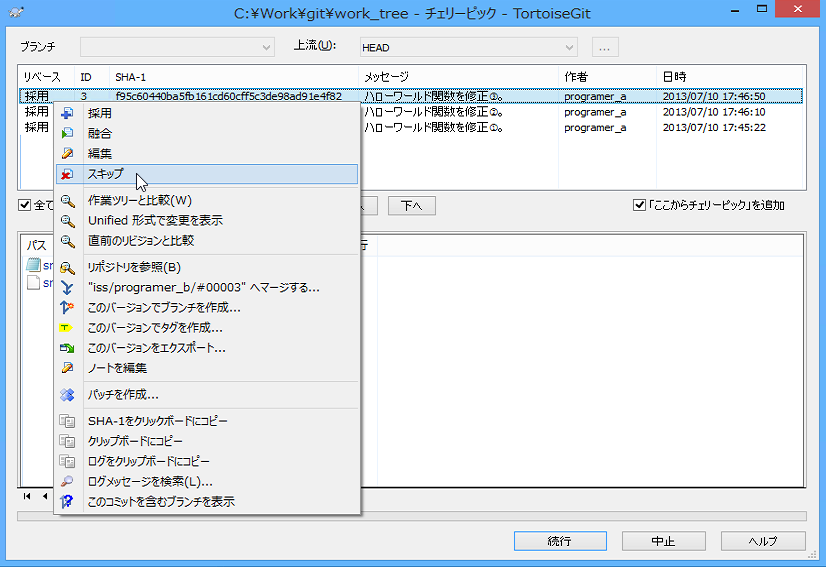 C:¥Work¥git¥work_tree - チェリーピック - TortoiseGit
ブランチ 上流(U): HEAD ...
リベース ID SHA-1 メッセージ 作者 日時
採用 3 f95c60440ba5fb161cd60cff5c3de98ad91e4f82 ハローワールド関数を修正①。 programer_a 2013/07/10 17:46:50
採用 ハローワールド関数を修正②。 programer_a 2013/07/10 17:46:10
採用 ハローワールド関数を修正①。 programer_a 2013/07/10 17:45:22
採用
融合
編集
スキップ
作業ツリーと比較(W)
Unified 形式で変更を表示
直前のリビジョンと比較
リポジトリを参照(B)
"iss/programer_b/#00003" へマージする...
このバージョンでブランチを作成...
このバージョンでタグを作成...
このバージョンをエクスポート...
ノートを編集
パッチを作成...
SHA-1をクリックボードにコピー
クリップボードにコピー
ログをクリップボードにコピー
ログメッセージを検索(L)...
このコミットを含むブランチを表示
全て
下へ
「ここからチェリーピック」を追加
パス 行
sr
sr
続行 中止 ヘルプ